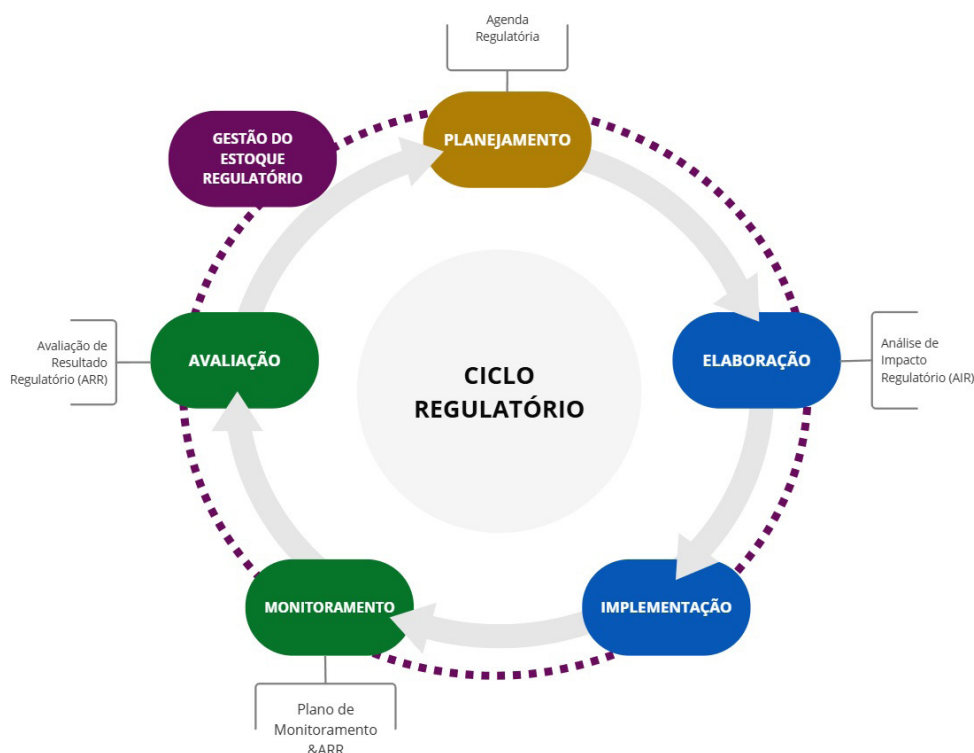 Agenda
Regulatória
PLANEJAMENTO
GESTÃO DO
ESTOQUE
REGULATÓRIO
AVALIAÇÃO
Avaliação de
Resultado
Regulatório (ARR)
CICLO
REGULATÓRIO
ELABORAÇÃO
Análise de
Impacto
Regulatório (AIR)
MONITORAMENTO
IMPLEMENTAÇÃO
Plano de
Monitoramento
&ARR